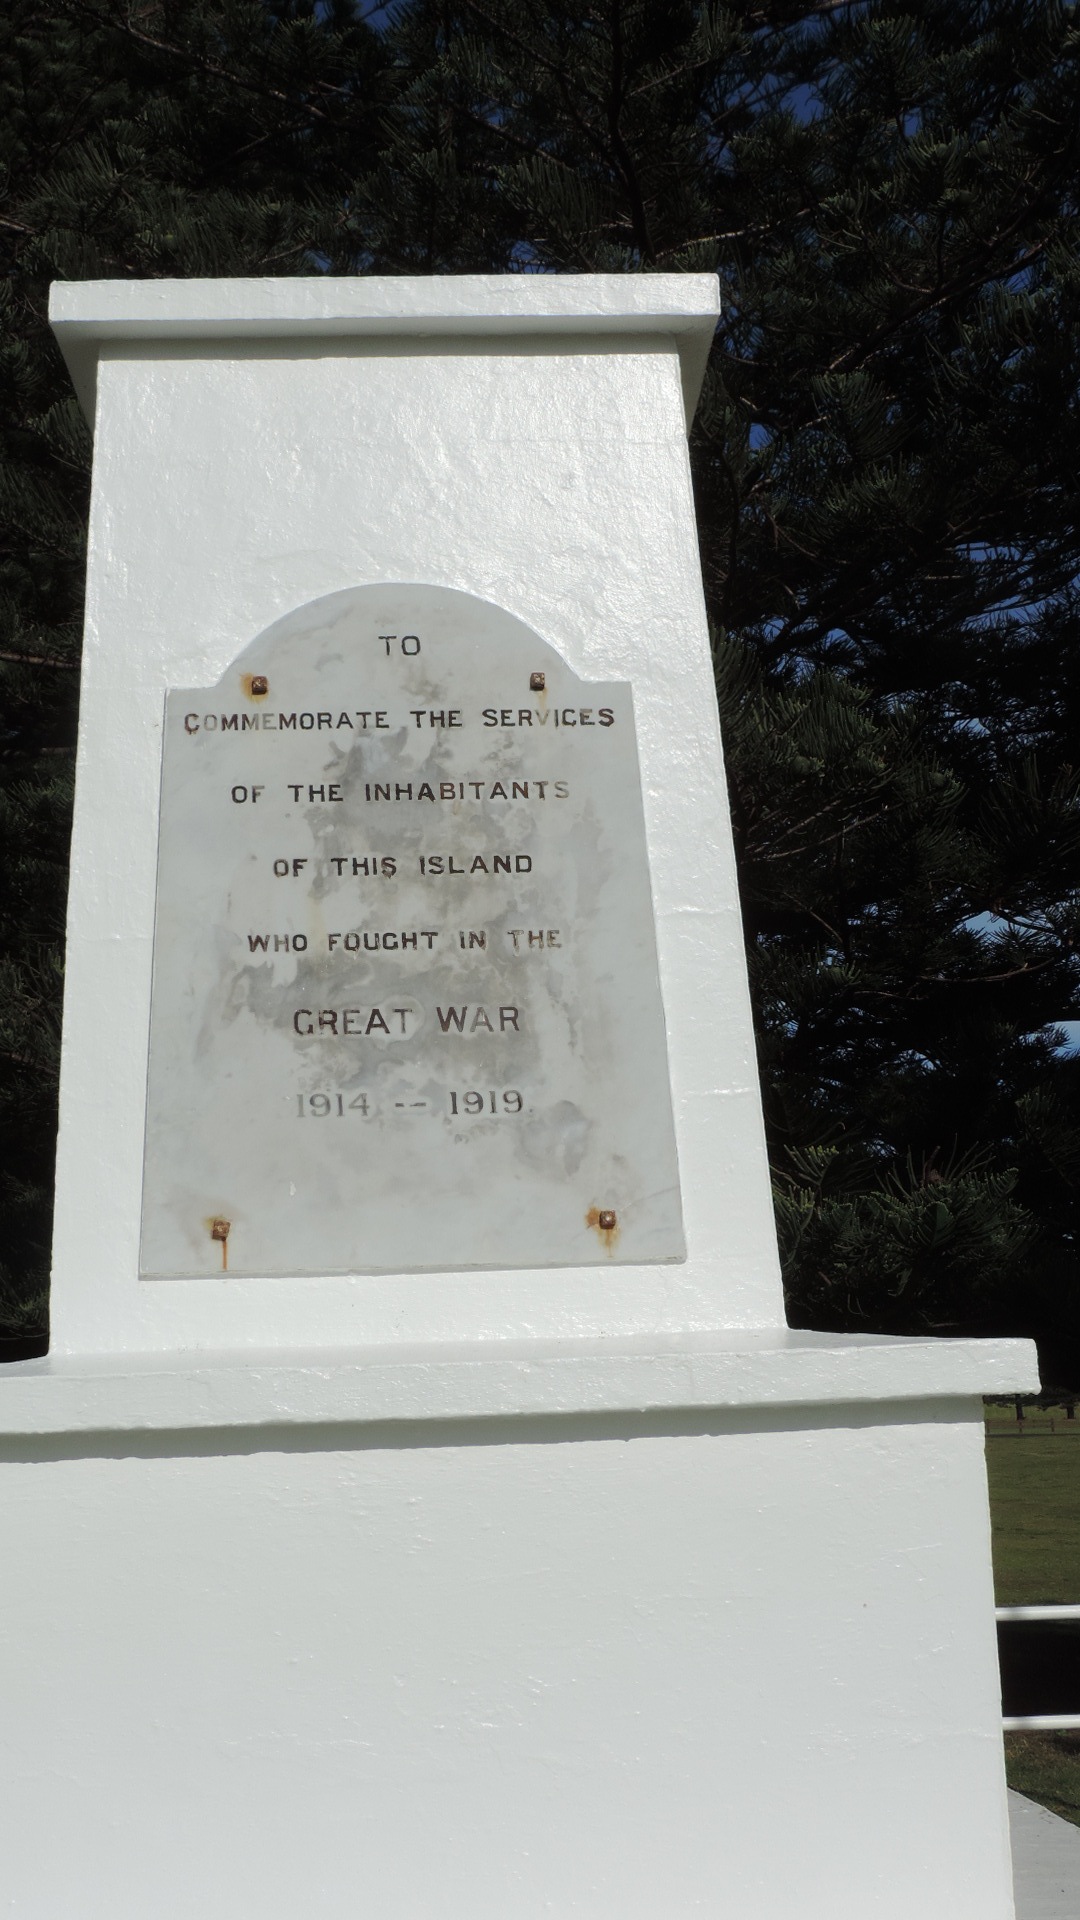 TO
COMMEMORATE THE SERVICES
OF THE INHABITANTS
OF THIS ISLAND
WHO FOUGHT IN THE
GREAT WAR
1914 -- 1919.